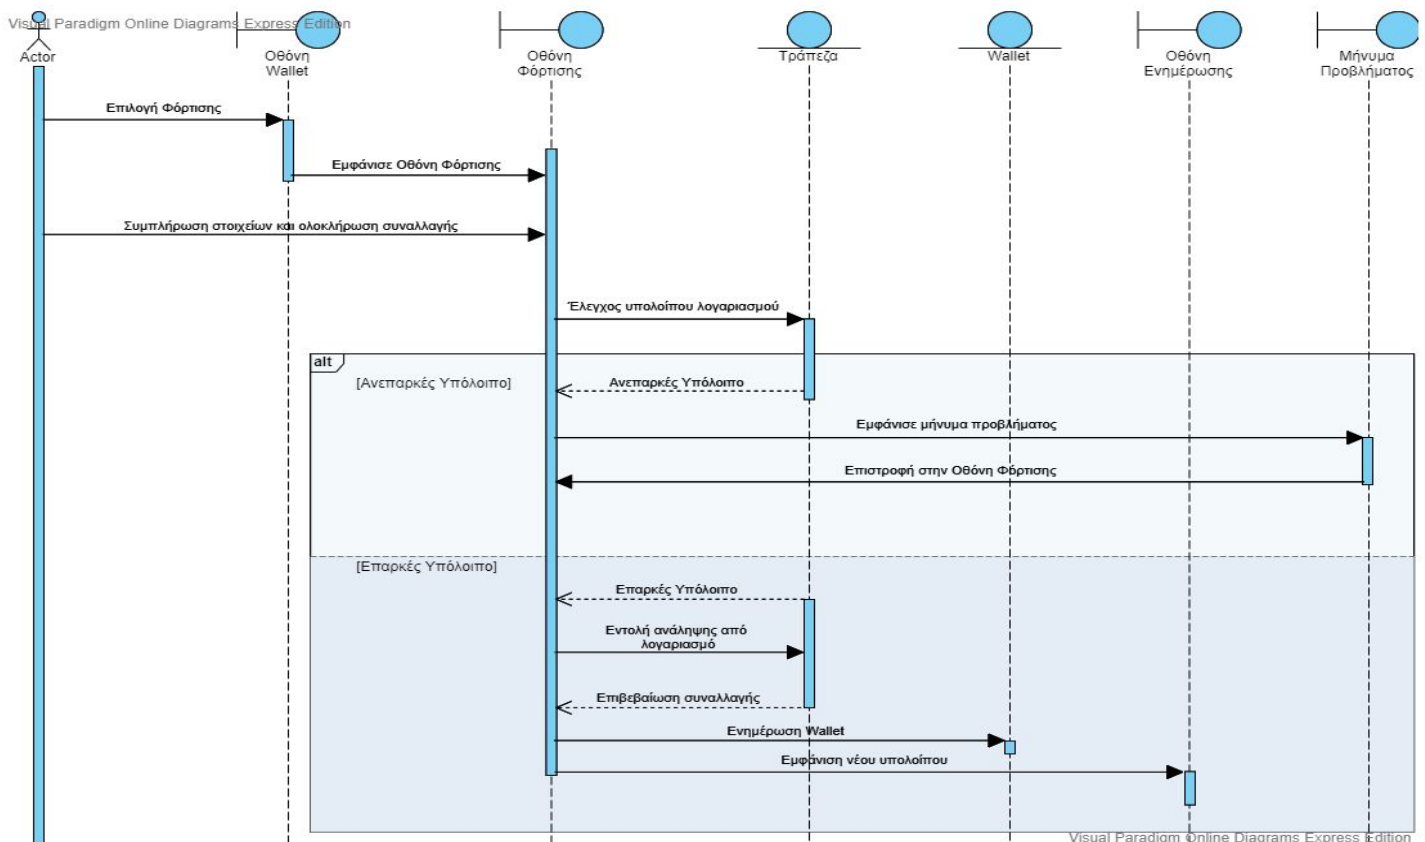 Visual Paradigm Online Diagrams Express Edition
Actor
Οθόνη
Wallet
Οθόνη
Φόρτισης
Τράπεζα
Wallet
Οθόνη
Ενημέρωσης
Μήνυμα
Προβλήματος
Επιλογή Φόρτισης
Εμφάνισε Οθόνη Φόρτισης
Συμπλήρωση στοιχείων και ολοκλήρωση συναλλαγής
Έλεγχος υπολοίπου λογαριασμού
alt
[Ανεπαρκές Υπόλοιπο]
Ανεπαρκές Υπόλοιπο
Εμφάνισε μήνυμα προβλήματος
Επιστροφή στην Οθόνη Φόρτισης
[Επαρκές Υπόλοιπο]
Επαρκές Υπόλοιπο
Εντολή ανάληψης από
λογαριασμό
Επιβεβαίωση συναλλαγής
Ενημέρωση Wallet
Εμφάνιση νέου υπολοίπου
Visual Paradigm Online Diagrams Express Edition